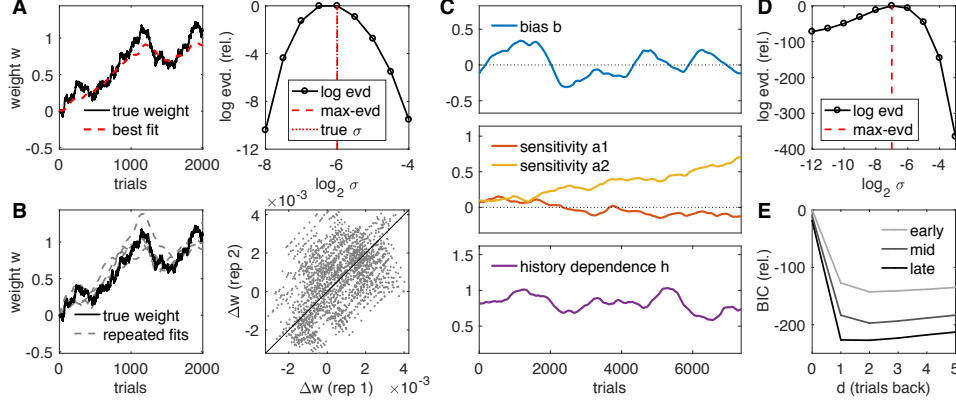 A
weight w
1
0.5
0
-0.5
0
1000
2000
trials
true weight
best fit
log evd. (rel.)
0
-4
-8
-12
-8
-6
-4
log₂ σ
log evd
max-evd
true σ
B
weight w
1
0.5
0
-0.5
0
1000
2000
trials
true weight
repeated fits
×10⁻³
Δw (rep 2)
4
2
0
-2
-2
0
2
4
Δw (rep 1)
×10⁻³
C
bias b
0.5
0
-0.5
sensitivity a1
sensitivity a2
1
0.5
0
history dependence h
1
0.5
0
2000
4000
6000
trials
D
log evd. (rel.)
0
-100
-200
-300
-400
-12
-10
-8
-6
-4
log₂ σ
log evd
max-evd
E
BIC (rel.)
0
-100
-200
0
1
2
3
4
5
d (trials back)
early
mid
late